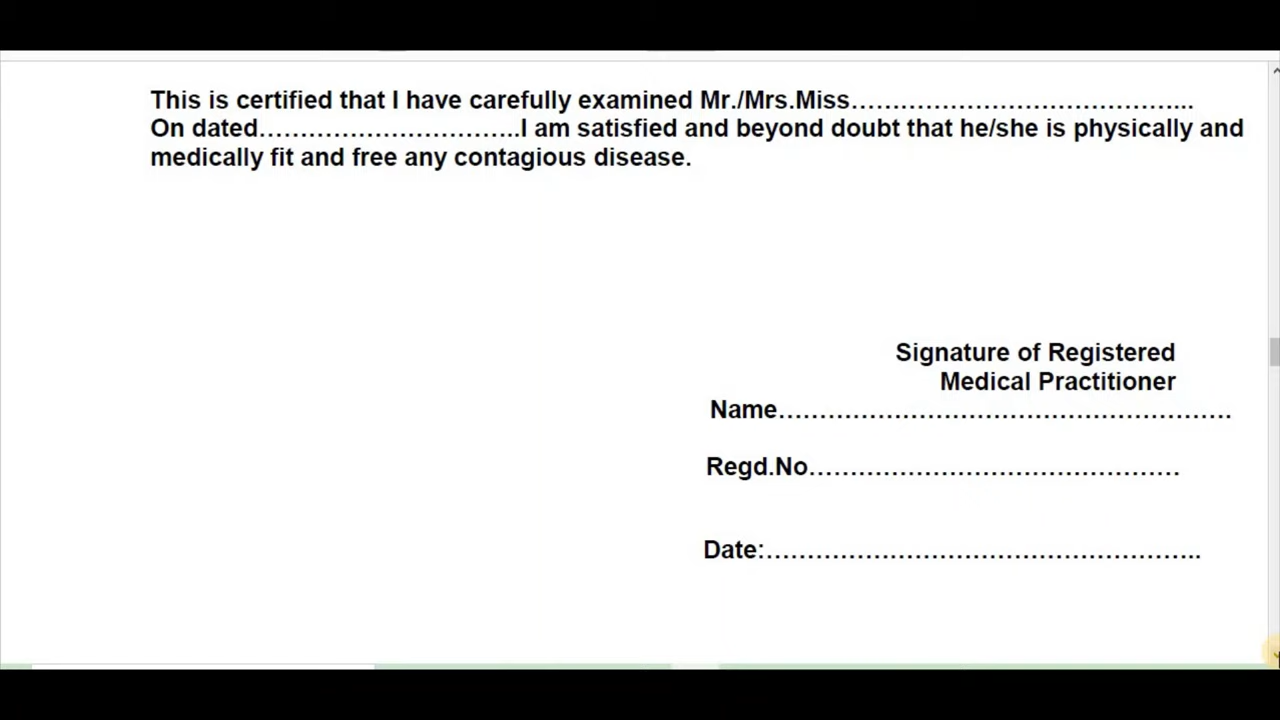 This is certified that I have carefully examined Mr./Mrs.Miss…………………………………...
On dated…………………………..I am satisfied and beyond doubt that he/she is physically and
medically fit and free any contagious disease.
Signature of Registered
Medical Practitioner
Name……………………………………………….
Regd.No………………………………………
Date:……………………………………………..